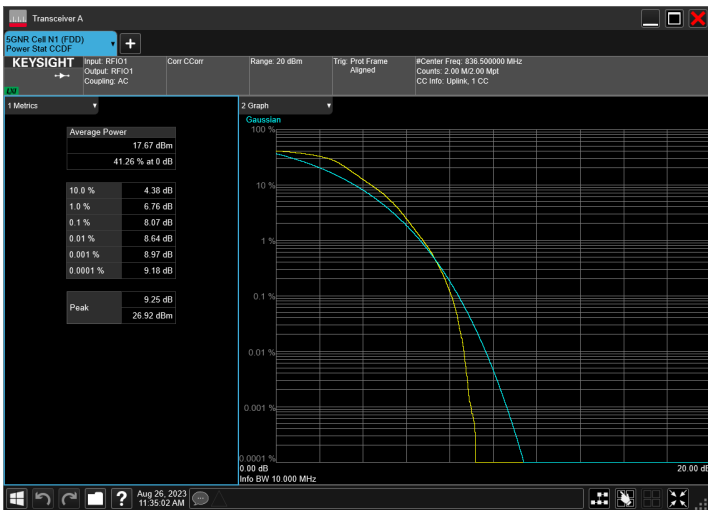 Transceiver A
5GNR Cell N1 (FDD)
Power Stat CCDF
KEYSIGHT
LXI
Input: RFIO1
Output: RFIO1
Coupling: AC
Corr CCorr
Range: 20 dBm
Trig: Prot Frame
Aligned
#Center Freq: 836.500000 MHz
Counts: 2.00 M/2.00 Mpt
CC Info: Uplink, 1 CC
1 Metrics
Average Power
17.67 dBm
41.26 % at 0 dB
10.0 % 4.38 dB
1.0 % 6.76 dB
0.1 % 8.07 dB
0.01 % 8.64 dB
0.001 % 8.97 dB
0.0001 % 9.18 dB
Peak
9.25 dB
26.92 dBm
2 Graph
Gaussian
100 %
10 %
1 %
0.1 %
0.01 %
0.001 %
0.0001 %
0.00 dB 20.00 dB
Info BW 10.000 MHz
? Aug 26, 2023
11:35:02 AM